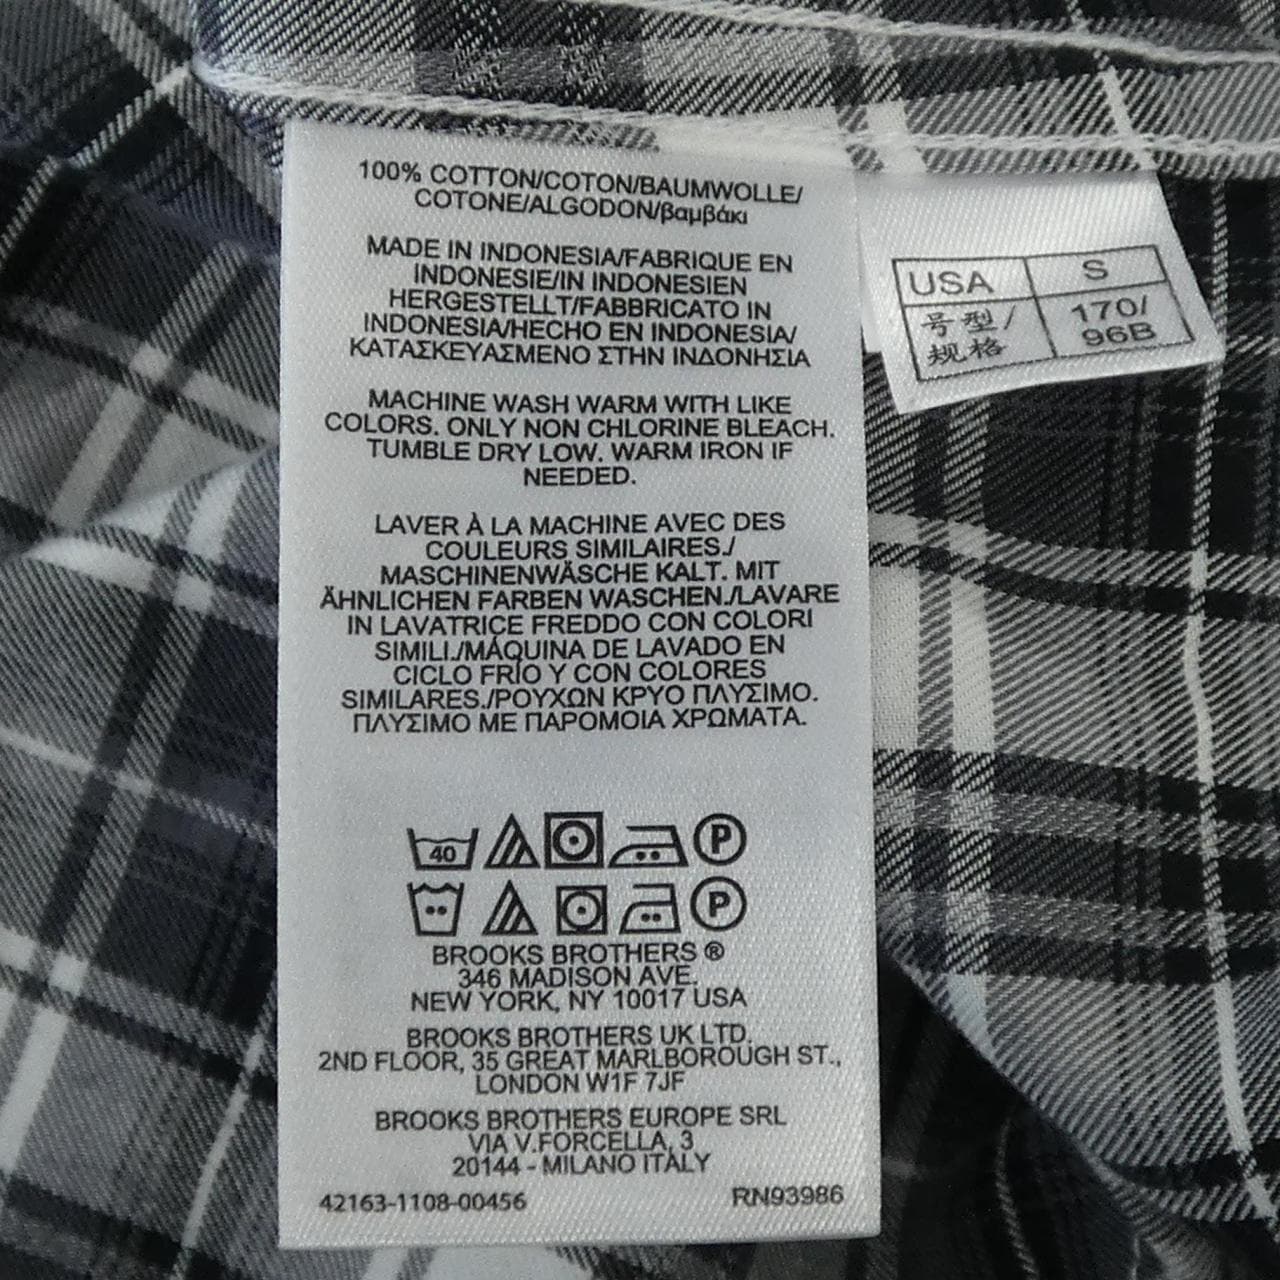 100% COTTON/COTON/BAUMWOLLE/
COTONE/ALGODON/βαμβάκι
MADE IN INDONESIA/FABRIQUE EN
INDONESIE/IN INDONESIEN
HERGESTELLT/FABBRICATO IN
INDONESIA/HECHO EN INDONESIA/
ΚΑΤΑΣΚΕΥΑΣΜΕΝΟ ΣΤΗΝ ΙΝΔΟΝΗΣΙΑ
MACHINE WASH WARM WITH LIKE
COLORS. ONLY NON CHLORINE BLEACH.
TUMBLE DRY LOW. WARM IRON IF
NEEDED.
LAVER À LA MACHINE AVEC DES
COULEURS SIMILAIRES./
MASCHINENWÄSCHE KALT. MIT
ÄHNLICHEN FARBEN WASCHEN./LAVARE
IN LAVATRICE FREDDO CON COLORI
SIMILI./MÁQUINA DE LAVADO EN
CICLO FRÍO Y CON COLORES
SIMILARES./ΡΟΥΧΩΝ ΚΡΥΟ ΠΛΥΣΙΜΟ.
ΠΛΥΣΙΜΟ ΜΕ ΠΑΡΟΜΟΙΑ ΧΡΩΜΑΤΑ.
40 P
P
BROOKS BROTHERS ®
346 MADISON AVE.
NEW YORK, NY 10017 USA
BROOKS BROTHERS UK LTD.
2ND FLOOR, 35 GREAT MARLBOROUGH ST.,
LONDON W1F 7JF
BROOKS BROTHERS EUROPE SRL
VIA V.FORCELLA, 3
20144 - MILANO ITALY
42163-1108-00456 RN93986
USA S
号型/ 170/
规格 96B